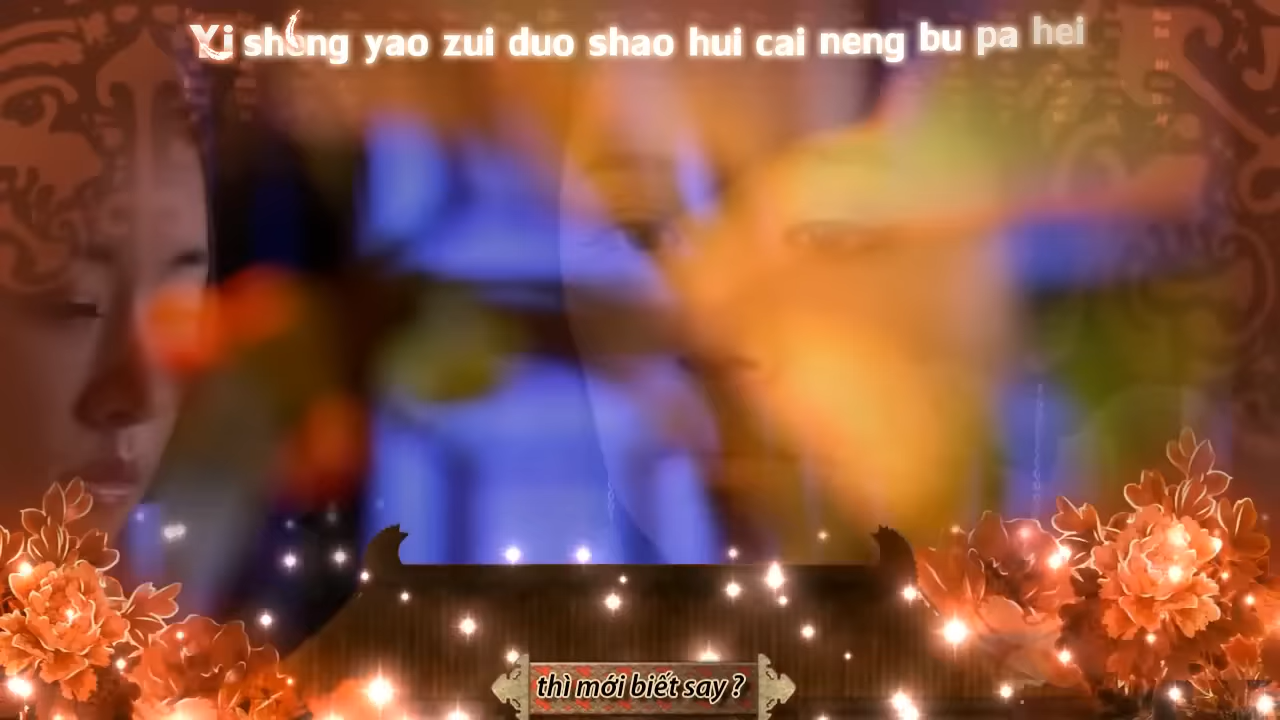 Yi sheng yao zui duo shao hui cai neng bu pa hei
thì mới biết say ?